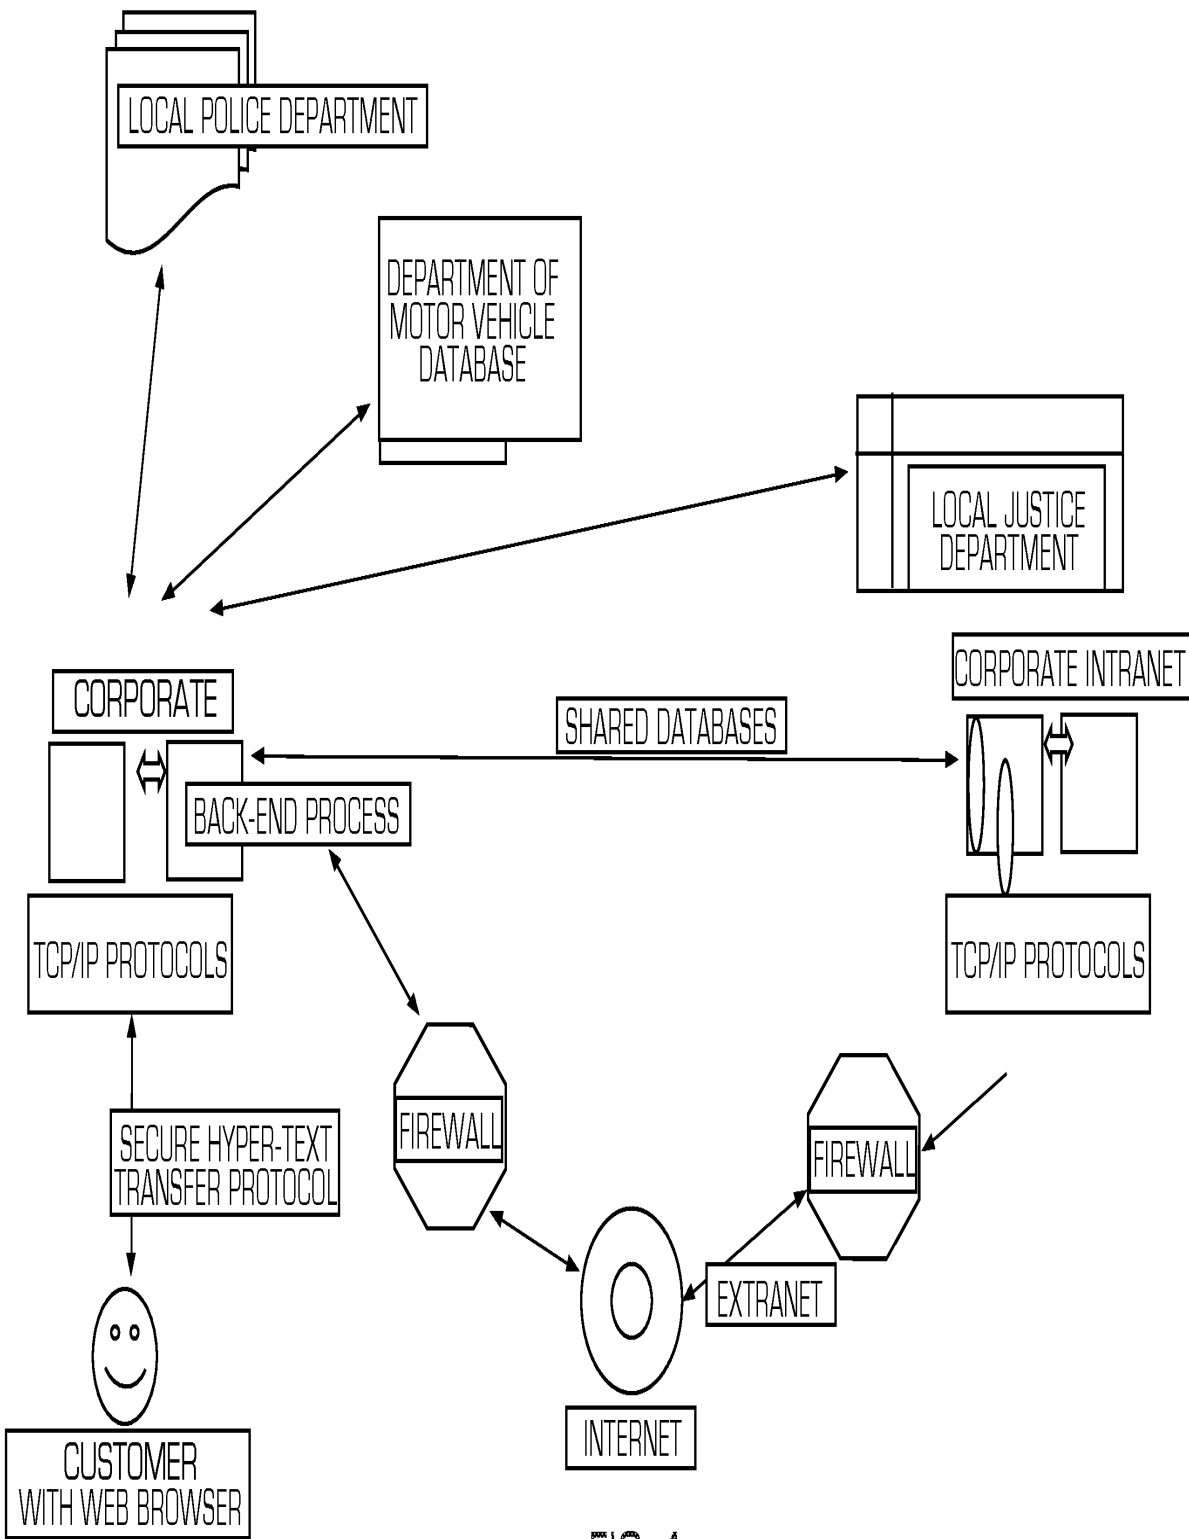 LOCAL POLICE DEPARTMENT
DEPARTMENT OF
MOTOR VEHICLE
DATABASE
LOCAL JUSTICE
DEPARTMENT
CORPORATE INTRANET
CORPORATE
SHARED DATABASES
BACK-END PROCESS
TCP/IP PROTOCOLS
TCP/IP PROTOCOLS
FIREWALL
FIREWALL
SECURE HYPER-TEXT
TRANSFER PROTOCOL
EXTRANET
INTERNET
CUSTOMER
WITH WEB BROWSER